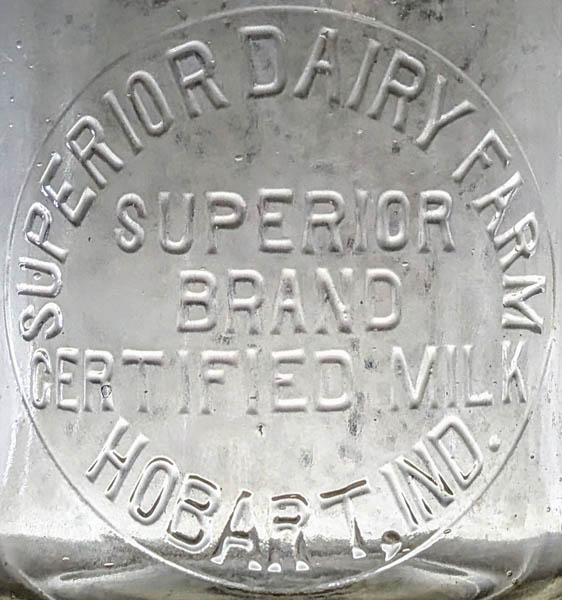 SUPERIOR DAIRY FARM
SUPERIOR
BRAND
CERTIFIED MILK
HOBART, IND.